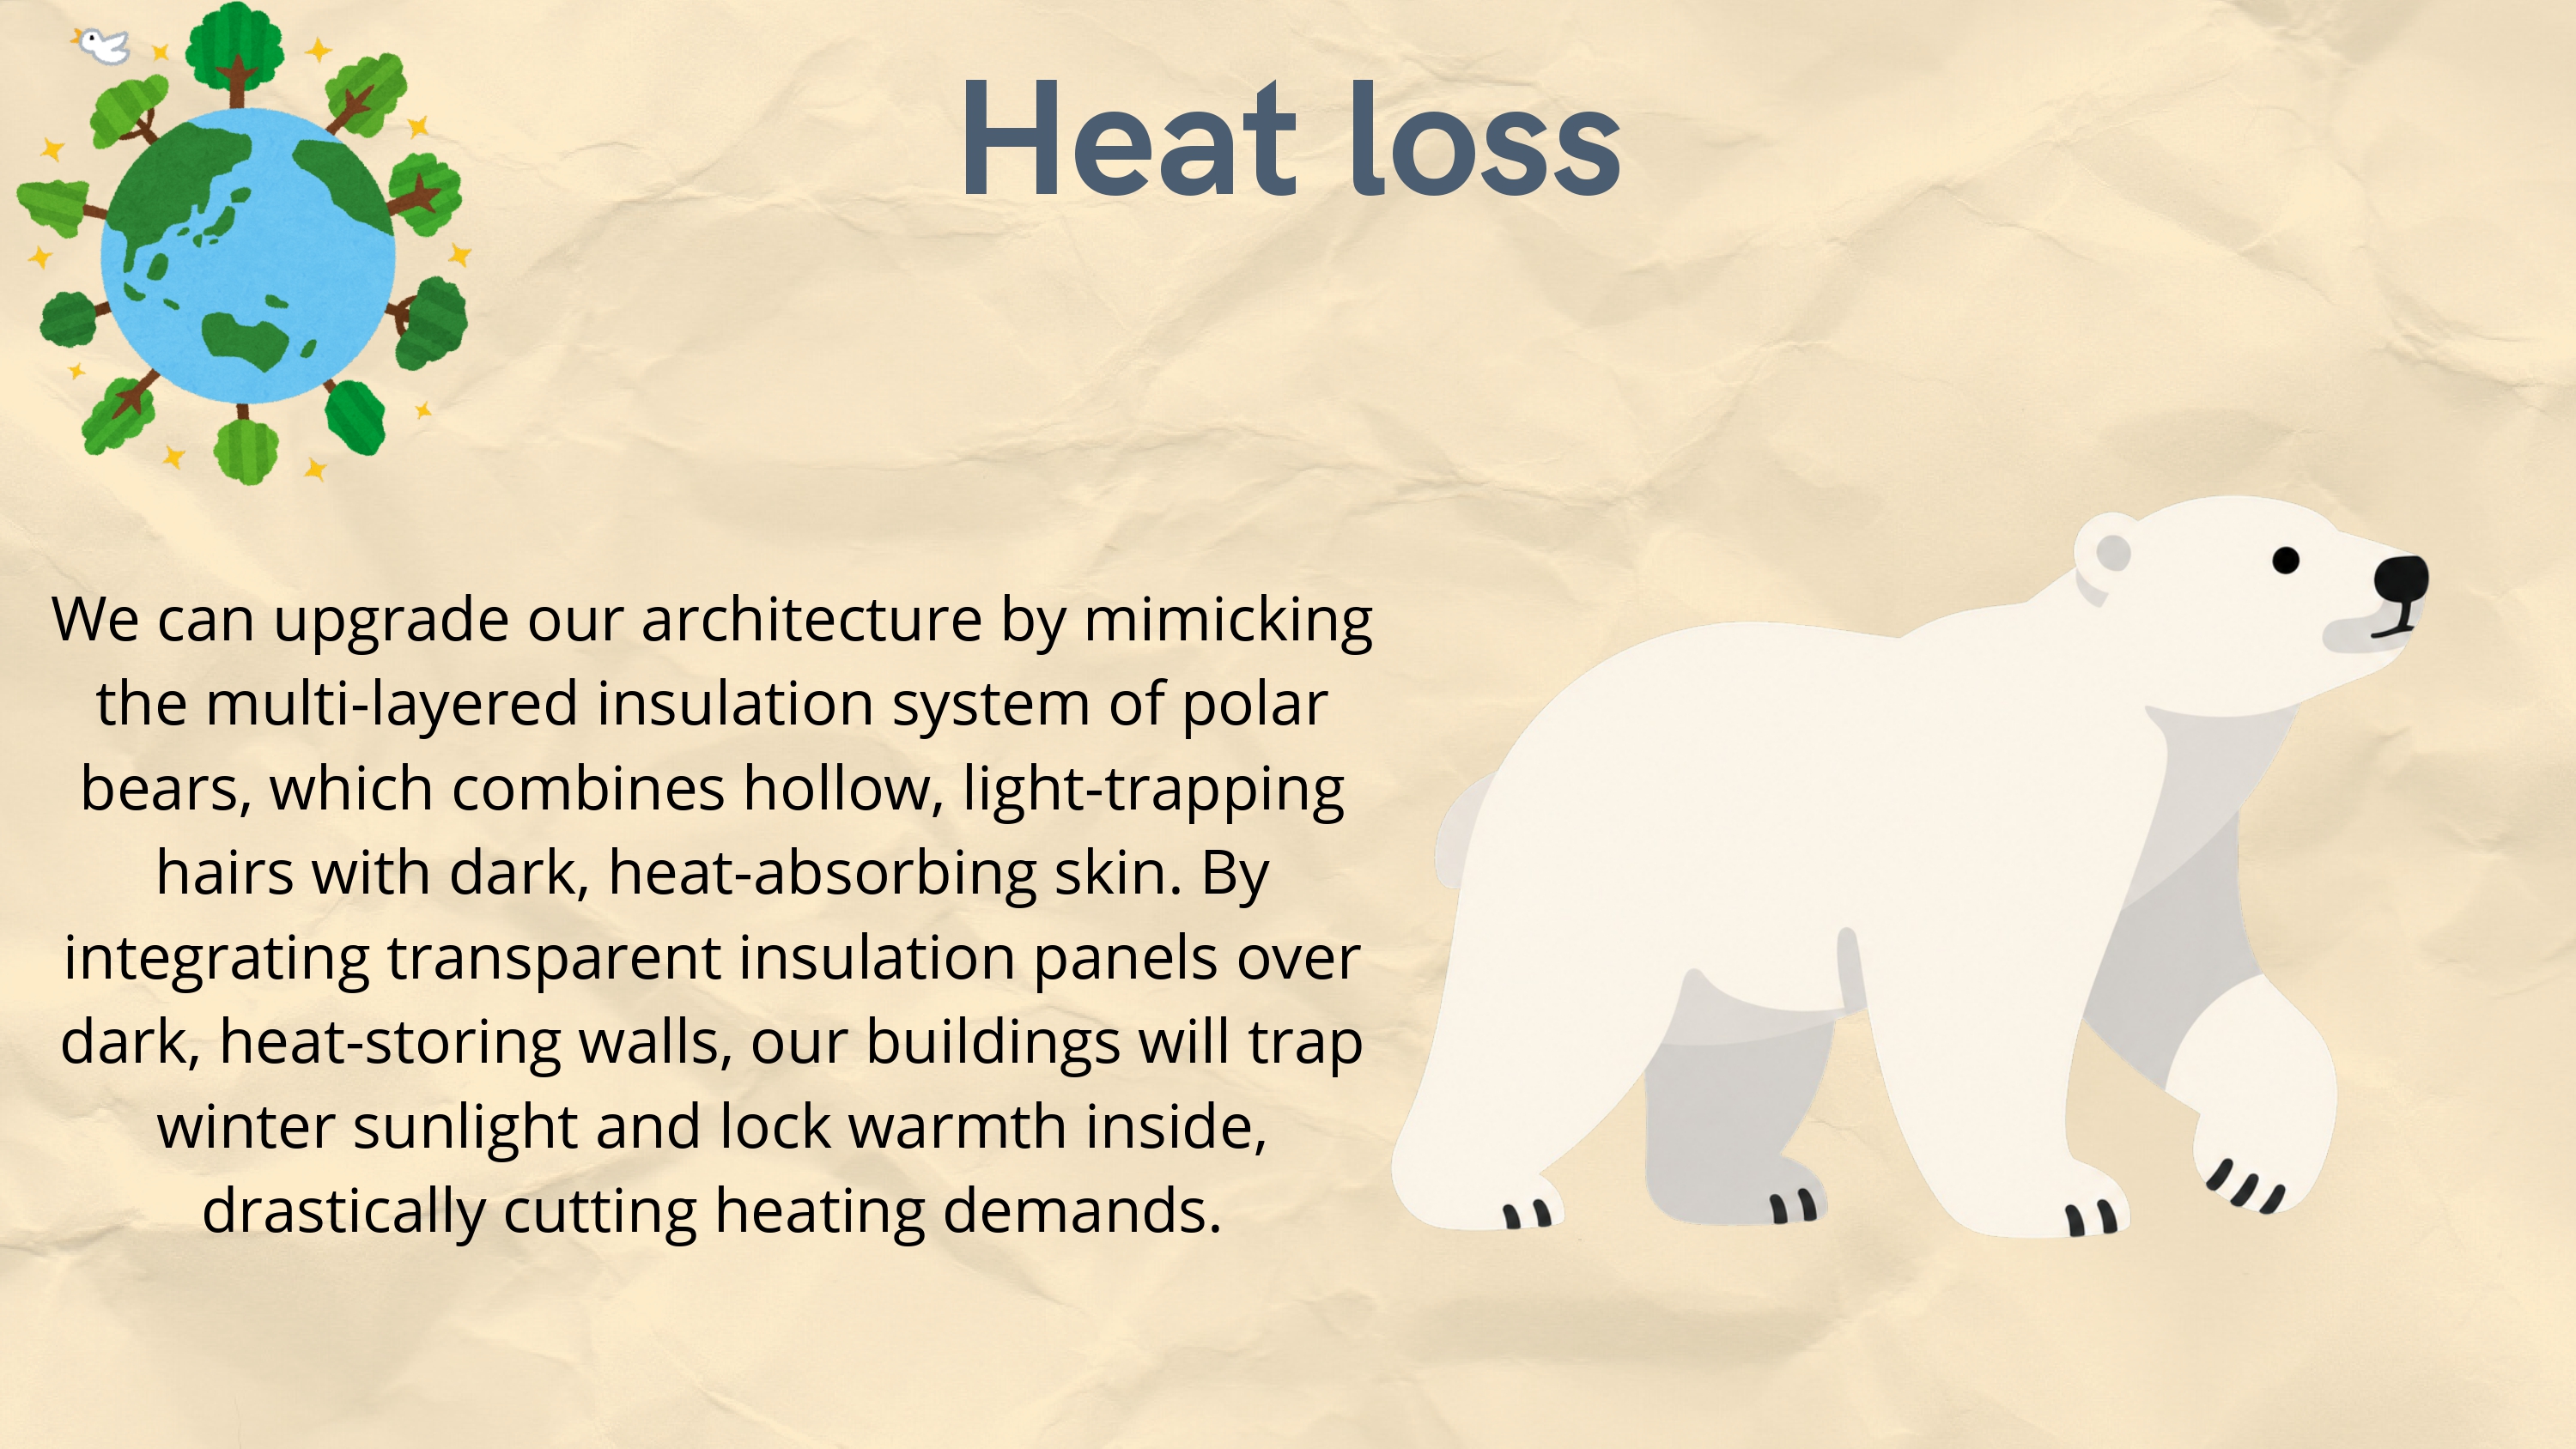 Heat loss
We can upgrade our architecture by mimicking
the multi-layered insulation system of polar
bears, which combines hollow, light-trapping
hairs with dark, heat-absorbing skin. By
integrating transparent insulation panels over
dark, heat-storing walls, our buildings will trap
winter sunlight and lock warmth inside,
drastically cutting heating demands.